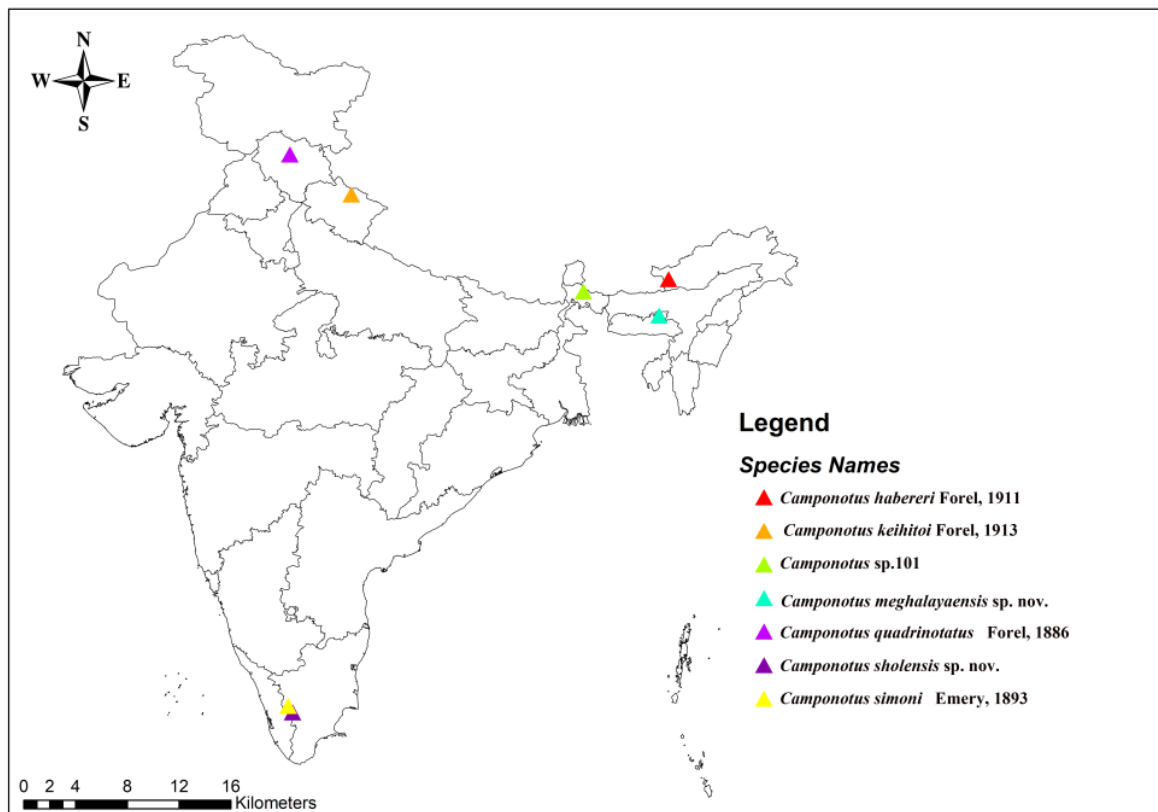 N
W E
S
Legend
Species Names
Camponotus habereri Forel, 1911
Camponotus keihitoi Forel, 1913
Camponotus sp.101
Camponotus meghalayaensis sp. nov.
Camponotus quadrinotatus Forel, 1886
Camponotus sholensis sp. nov.
Camponotus simoni Emery, 1893
0 2 4 8 12 16
Kilometers